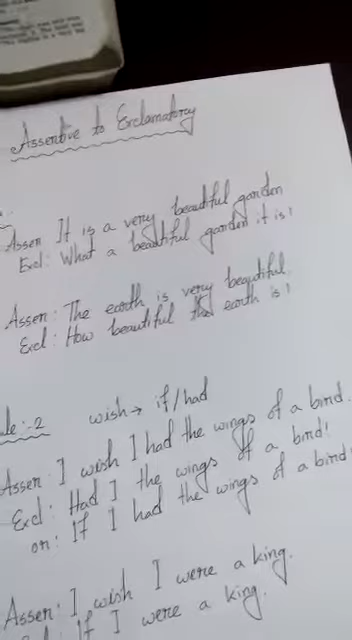 Assertive to Exclamatory
Assen It is a very beautiful garden
Excl: What a beautiful garden it is!
Assen: The earth is very beautiful.
Excl: How beautiful the earth is!
:-2 wish → if/had
Assen: I wish I had the wings of a bird.
Excl: Had I the wings of a bird!
or: If I had the wings of a bird!
Assen: I wish I were a king.
If I were a king.